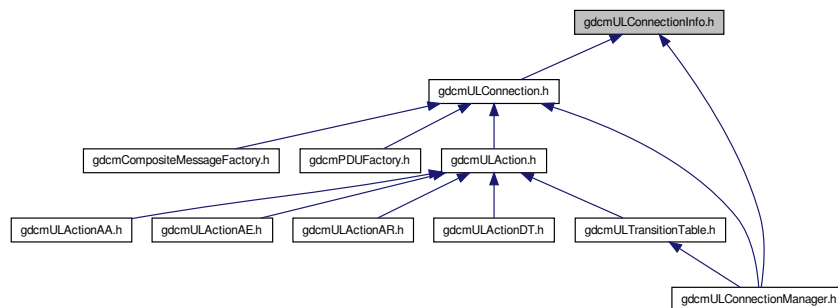 gdcmULConnectionInfo.h
gdcmULConnection.h
gdcmCompositeMessageFactory.h
gdcmPDUFactory.h
gdcmULAction.h
gdcmULActionAA.h
gdcmULActionAE.h
gdcmULActionAR.h
gdcmULActionDT.h
gdcmULTransitionTable.h
gdcmULConnectionManager.h